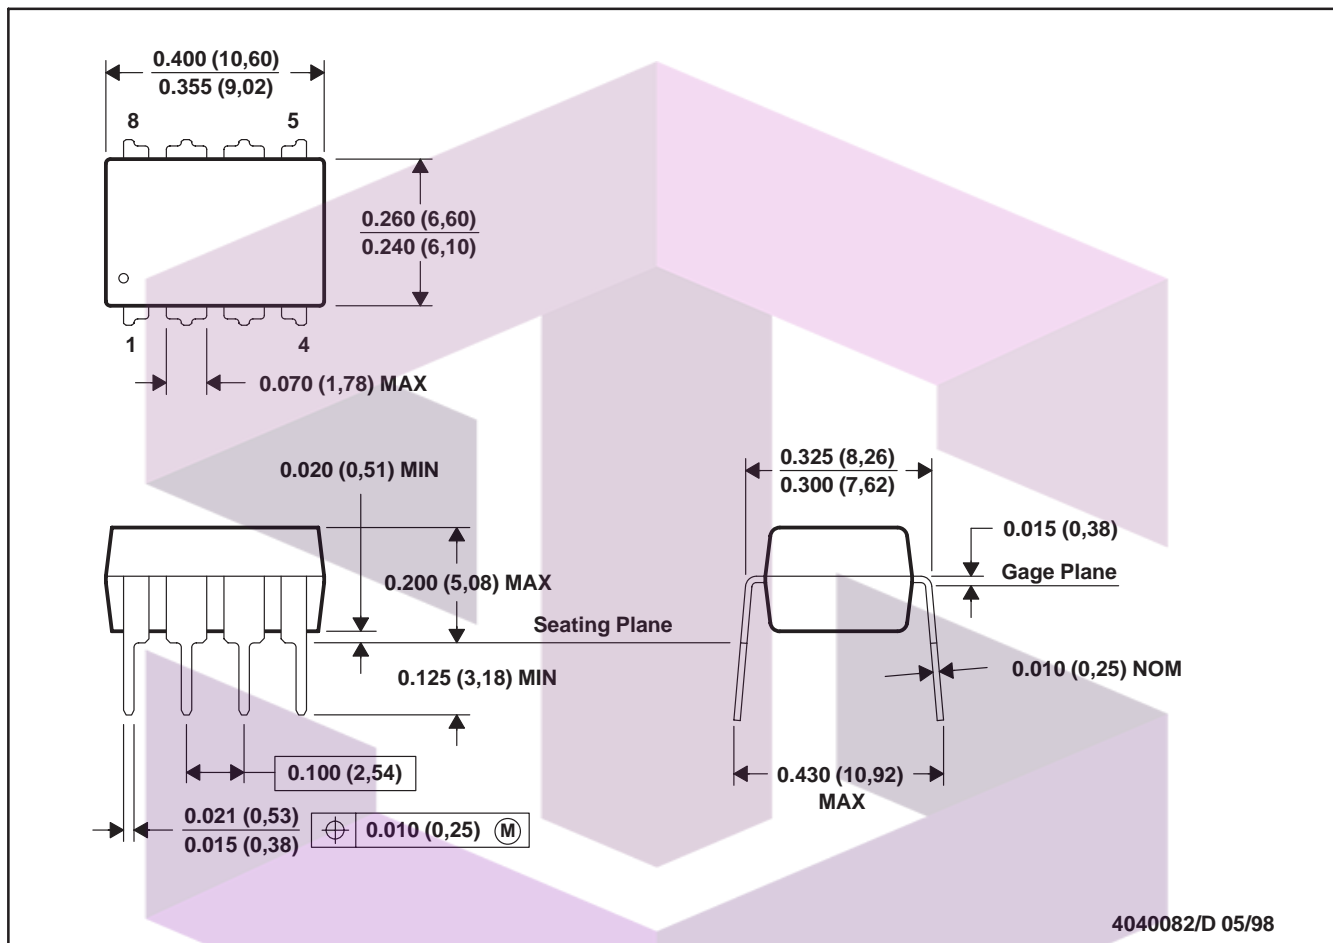 0.400 (10,60)
0.355 (9,02)
8
5
0.260 (6,60)
0.240 (6,10)
1
4
0.070 (1,78) MAX
0.020 (0,51) MIN
0.325 (8,26)
0.300 (7,62)
0.015 (0,38)
Gage Plane
0.200 (5,08) MAX
Seating Plane
0.125 (3,18) MIN
0.010 (0,25) NOM
0.100 (2,54)
0.430 (10,92)
MAX
0.021 (0,53)
0.015 (0,38)
0.010 (0,25) Ⓜ
4040082/D 05/98